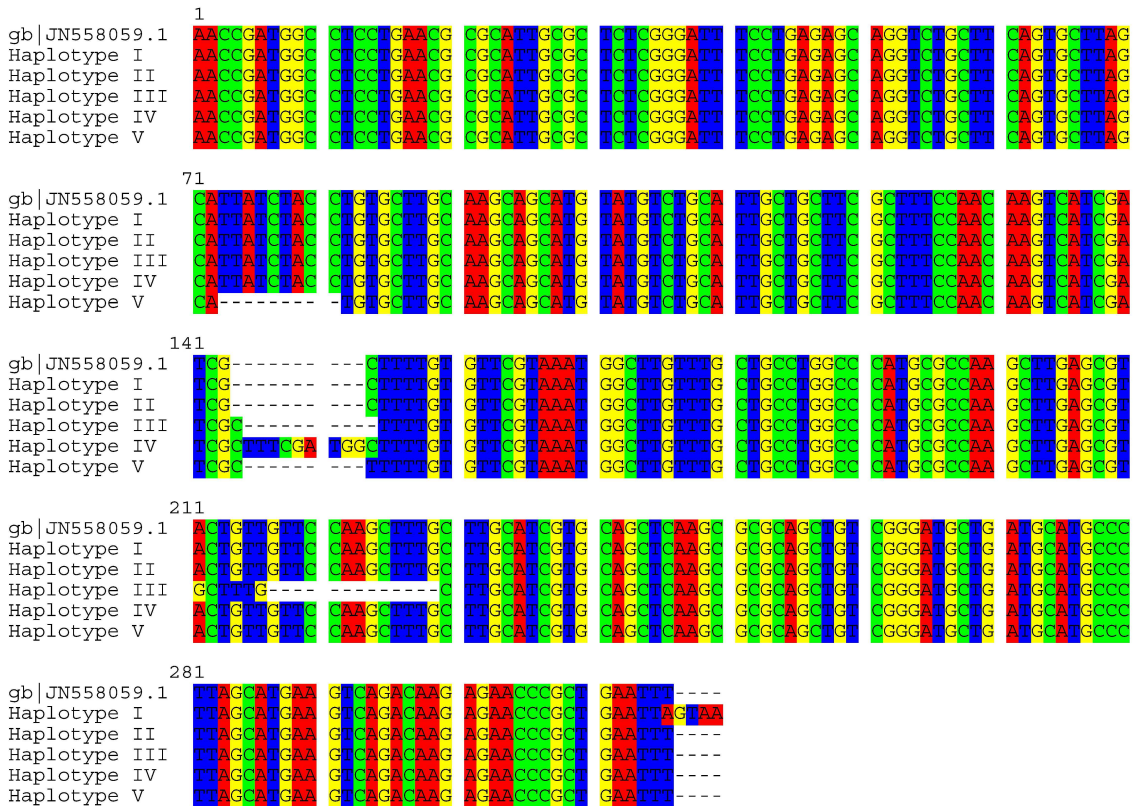 1
gb|JN558059.1 AACCGATGGC CTCCTGAACG CGCATTGCGC TCTCGGGATT TCCTGAGAGC AGGTCTGCTT CAGTGCTTAG
Haplotype I AACCGATGGC CTCCTGAACG CGCATTGCGC TCTCGGGATT TCCTGAGAGC AGGTCTGCTT CAGTGCTTAG
Haplotype II AACCGATGGC CTCCTGAACG CGCATTGCGC TCTCGGGATT TCCTGAGAGC AGGTCTGCTT CAGTGCTTAG
Haplotype III AACCGATGGC CTCCTGAACG CGCATTGCGC TCTCGGGATT TCCTGAGAGC AGGTCTGCTT CAGTGCTTAG
Haplotype IV AACCGATGGC CTCCTGAACG CGCATTGCGC TCTCGGGATT TCCTGAGAGC AGGTCTGCTT CAGTGCTTAG
Haplotype V AACCGATGGC CTCCTGAACG CGCATTGCGC TCTCGGGATT TCCTGAGAGC AGGTCTGCTT CAGTGCTTAG
71
gb|JN558059.1 CATTATCTAC CTGTGCTTGC AAGCAGCATG TATGTCTGCA TTGCTGCTTC GCTTTCCAAC AAGTCATCGA
Haplotype I CATTATCTAC CTGTGCTTGC AAGCAGCATG TATGTCTGCA TTGCTGCTTC GCTTTCCAAC AAGTCATCGA
Haplotype II CATTATCTAC CTGTGCTTGC AAGCAGCATG TATGTCTGCA TTGCTGCTTC GCTTTCCAAC AAGTCATCGA
Haplotype III CATTATCTAC CTGTGCTTGC AAGCAGCATG TATGTCTGCA TTGCTGCTTC GCTTTCCAAC AAGTCATCGA
Haplotype IV CATTATCTAC CTGTGCTTGC AAGCAGCATG TATGTCTGCA TTGCTGCTTC GCTTTCCAAC AAGTCATCGA
Haplotype V CA-------- -TGTGCTTGC AAGCAGCATG TATGTCTGCA TTGCTGCTTC GCTTTCCAAC AAGTCATCGA
141
gb|JN558059.1 TCG------- ---CTTTTGT GTTCGTAAAT GGCTTGTTTG CTGCCTGGCC CATGCGCCAA GCTTGAGCGT
Haplotype I TCG------- ---CTTTTGT GTTCGTAAAT GGCTTGTTTG CTGCCTGGCC CATGCGCCAA GCTTGAGCGT
Haplotype II TCG------- ---CTTTTGT GTTCGTAAAT GGCTTGTTTG CTGCCTGGCC CATGCGCCAA GCTTGAGCGT
Haplotype III TCGC------ ----TTTTGT GTTCGTAAAT GGCTTGTTTG CTGCCTGGCC CATGCGCCAA GCTTGAGCGT
Haplotype IV TCGCTTTCGA TGGCTTTTGT GTTCGTAAAT GGCTTGTTTG CTGCCTGGCC CATGCGCCAA GCTTGAGCGT
Haplotype V TCGC------ ---TTTTTGT GTTCGTAAAT GGCTTGTTTG CTGCCTGGCC CATGCGCCAA GCTTGAGCGT
211
gb|JN558059.1 ACTGTTGTTC CAAGCTTTGC TTGCATCGTG CAGCTCAAGC GCGCAGCTGT CGGGATGCTG ATGCATGCCC
Haplotype I ACTGTTGTTC CAAGCTTTGC TTGCATCGTG CAGCTCAAGC GCGCAGCTGT CGGGATGCTG ATGCATGCCC
Haplotype II ACTGTTGTTC CAAGCTTTGC TTGCATCGTG CAGCTCAAGC GCGCAGCTGT CGGGATGCTG ATGCATGCCC
Haplotype III GCTTTG---- ---------C TTGCATCGTG CAGCTCAAGC GCGCAGCTGT CGGGATGCTG ATGCATGCCC
Haplotype IV ACTGTTGTTC CAAGCTTTGC TTGCATCGTG CAGCTCAAGC GCGCAGCTGT CGGGATGCTG ATGCATGCCC
Haplotype V ACTGTTGTTC CAAGCTTTGC TTGCATCGTG CAGCTCAAGC GCGCAGCTGT CGGGATGCTG ATGCATGCCC
281
gb|JN558059.1 TTAGCATGAA GTCAGACAAG AGAACCCGCT GAATTT----
Haplotype I TTAGCATGAA GTCAGACAAG AGAACCCGCT GAATTAGTAA
Haplotype II TTAGCATGAA GTCAGACAAG AGAACCCGCT GAATTT----
Haplotype III TTAGCATGAA GTCAGACAAG AGAACCCGCT GAATTT----
Haplotype IV TTAGCATGAA GTCAGACAAG AGAACCCGCT GAATTT----
Haplotype V TTAGCATGAA GTCAGACAAG AGAACCCGCT GAATTT----